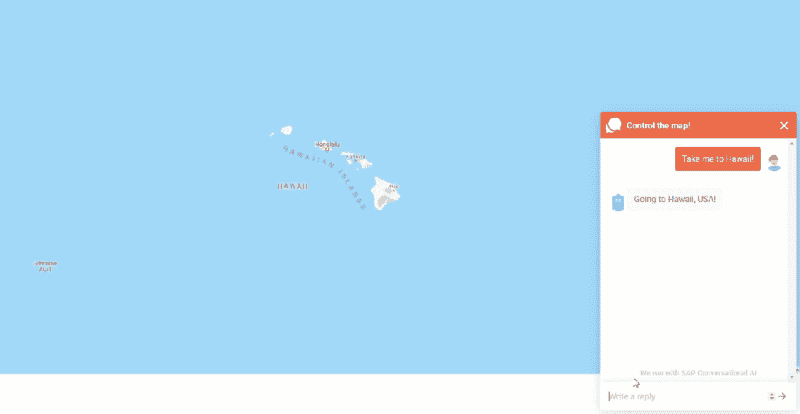 Control the map!
Take me to Hawaii!
Going to Hawaii, USA!
Honolulu
HAWAIIAN ISLANDS
HAWAII
We run with SAP Conversational AI
Write a reply